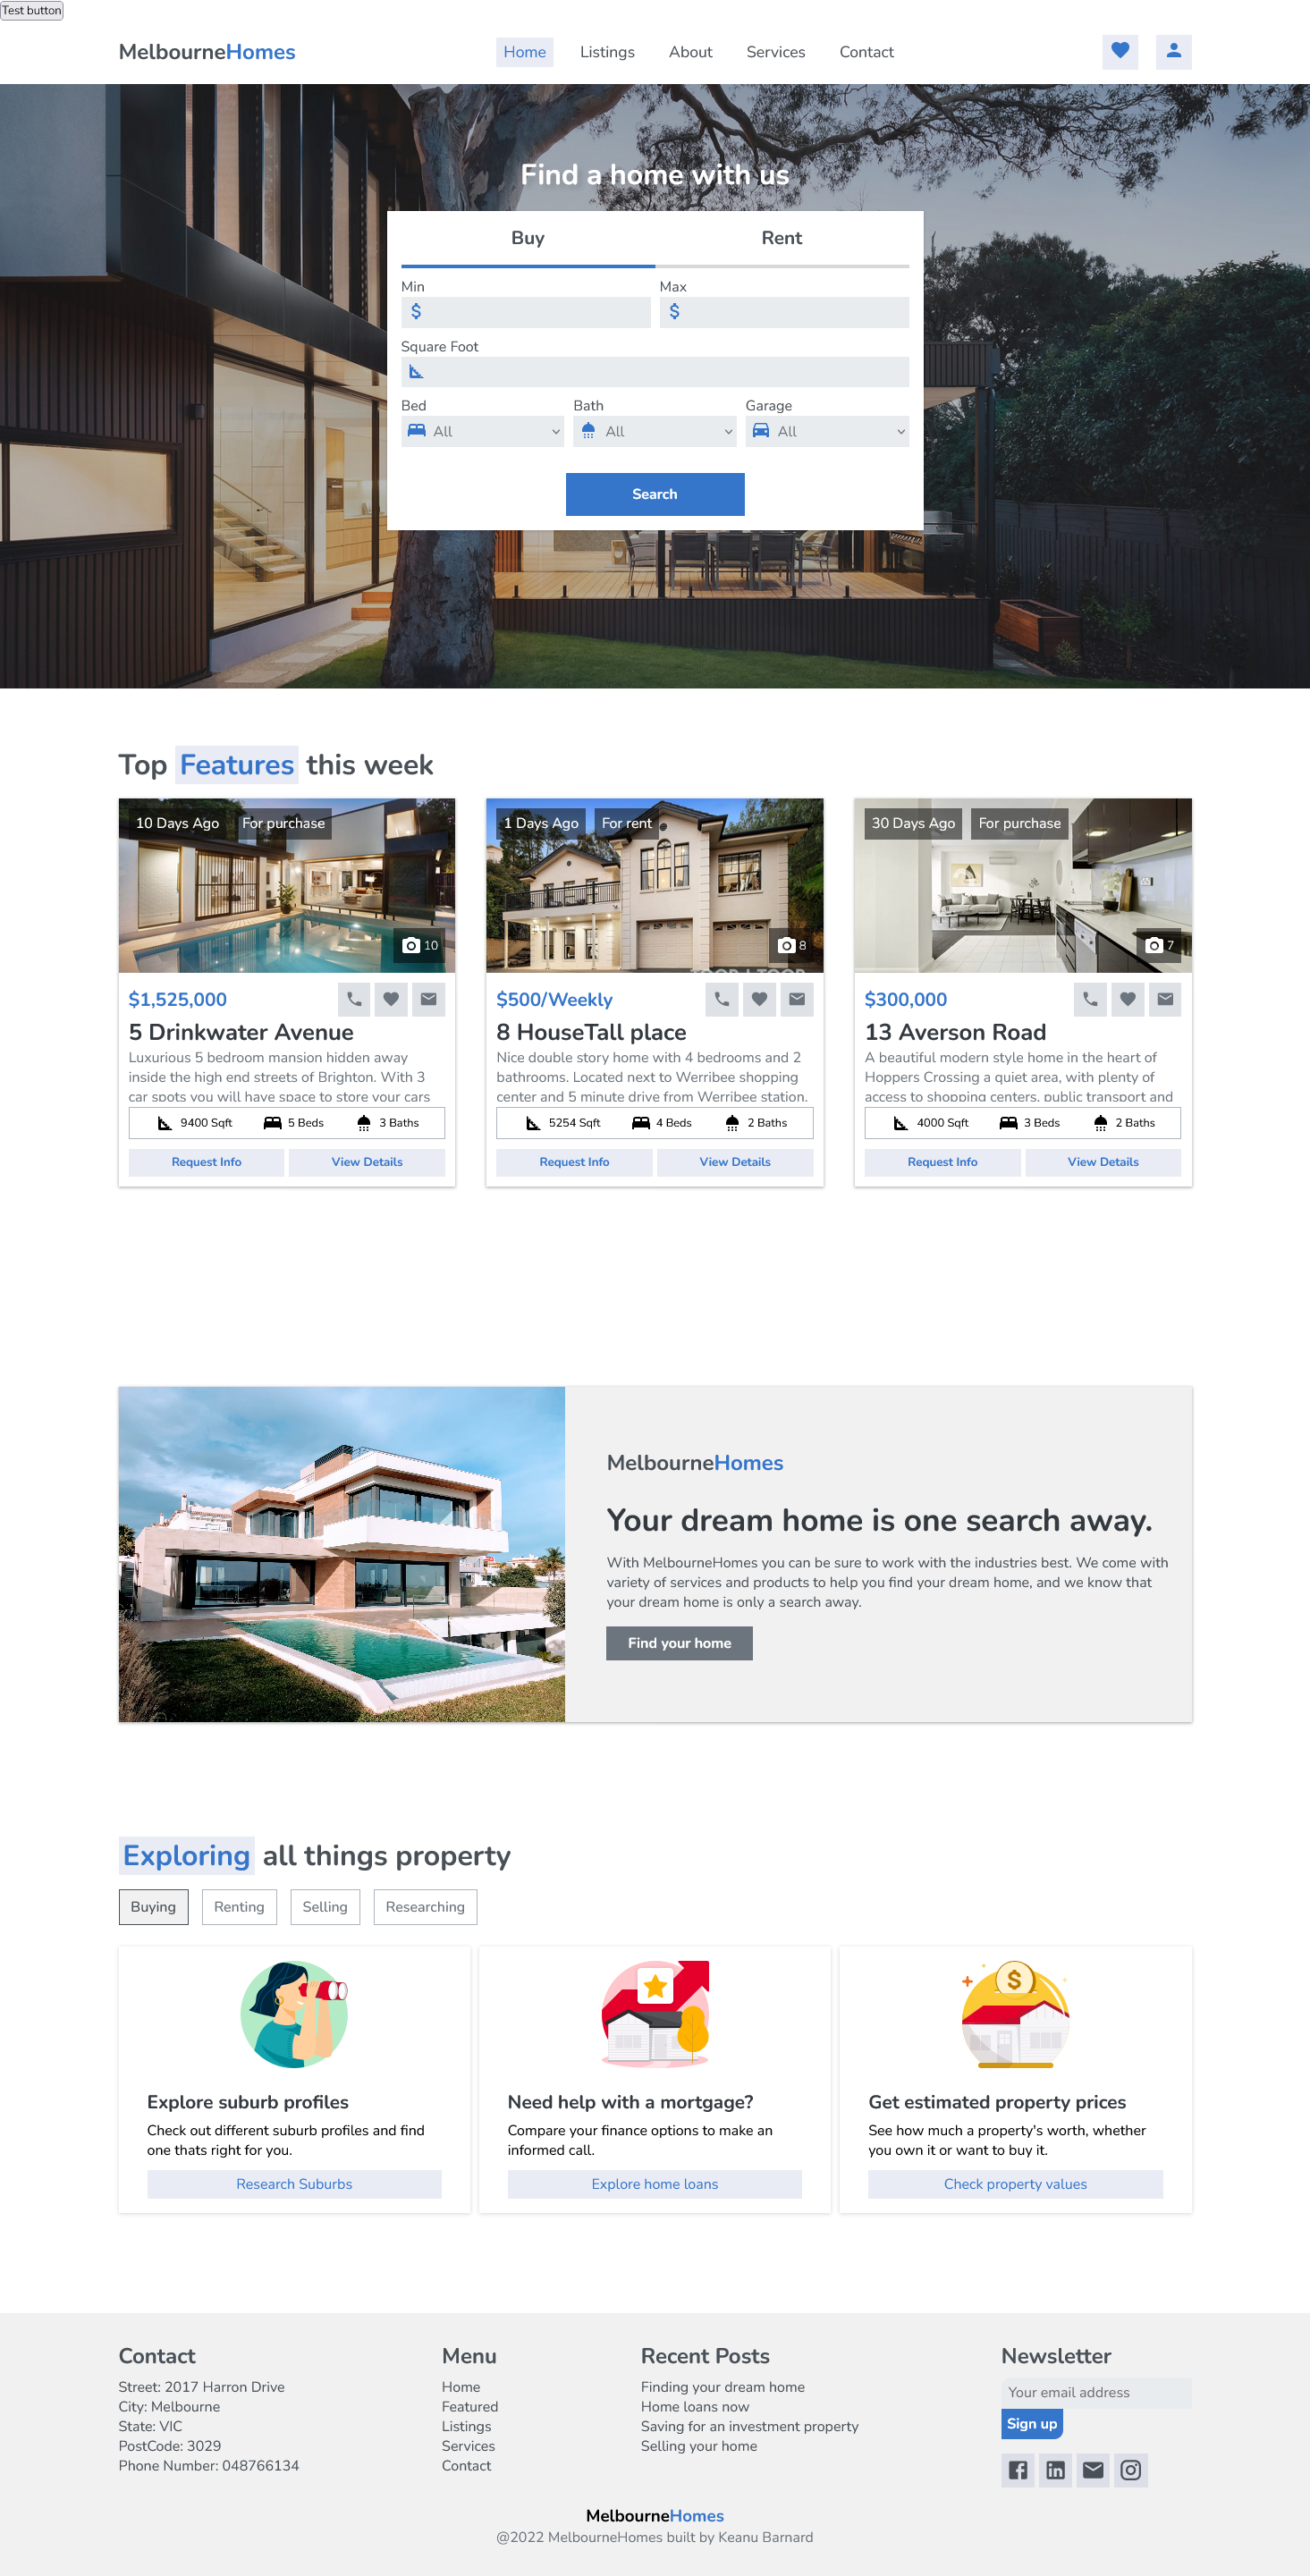 Test button
MelbourneHomes
Home
Listings
About
Services
Contact
Find a home with us
Buy
Rent
Min
Max
$
$
Square Foot
Bed
Bath
Garage
All
All
All
Search
Top Features this week
10 Days Ago
For purchase
10
$1,525,000
5 Drinkwater Avenue
Luxurious 5 bedroom mansion hidden away
inside the high end streets of Brighton. With 3
car spots you will have space to store your cars
9400 Sqft
5 Beds
3 Baths
Request Info
View Details
1 Days Ago
For rent
8
$500/Weekly
8 HouseTall place
Nice double story home with 4 bedrooms and 2
bathrooms. Located next to Werribee shopping
center and 5 minute drive from Werribee station.
5254 Sqft
4 Beds
2 Baths
Request Info
View Details
30 Days Ago
For purchase
7
$300,000
13 Averson Road
A beautiful modern style home in the heart of
Hoppers Crossing a quiet area, with plenty of
access to shopping centers, public transport and
4000 Sqft
3 Beds
2 Baths
Request Info
View Details
MelbourneHomes
Your dream home is one search away.
With MelbourneHomes you can be sure to work with the industries best. We come with
variety of services and products to help you find your dream home, and we know that
your dream home is only a search away.
Find your home
Exploring all things property
Buying
Renting
Selling
Researching
Explore suburb profiles
Check out different suburb profiles and find
one thats right for you.
Research Suburbs
Need help with a mortgage?
Compare your finance options to make an
informed call.
Explore home loans
$
Get estimated property prices
See how much a property's worth, whether
you own it or want to buy it.
Check property values
Contact
Street: 2017 Harron Drive
City: Melbourne
State: VIC
PostCode: 3029
Phone Number: 048766134
Menu
Home
Featured
Listings
Services
Contact
Recent Posts
Finding your dream home
Home loans now
Saving for an investment property
Selling your home
Newsletter
Your email address
Sign up
MelbourneHomes
@2022 MelbourneHomes built by Keanu Barnard